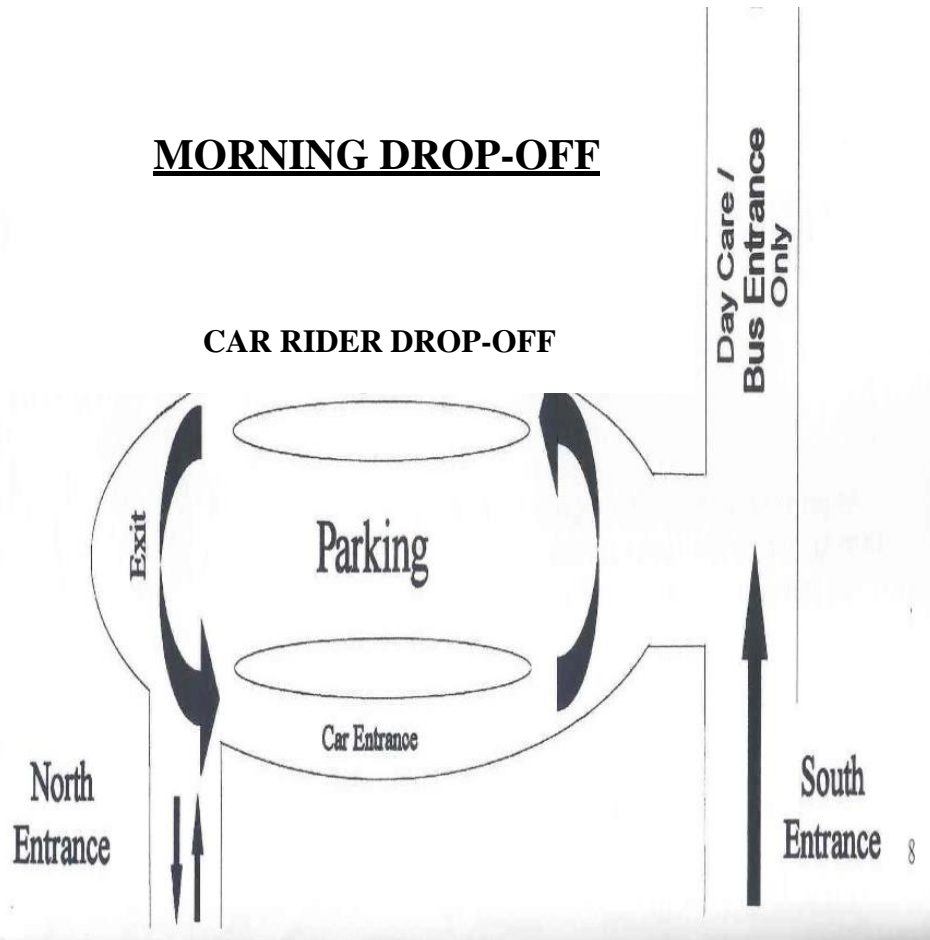 MORNING DROP-OFF
Day Care /
Bus Entrance
Only
CAR RIDER DROP-OFF
Exit
Parking
Car Entrance
North
Entrance
South
Entrance
8